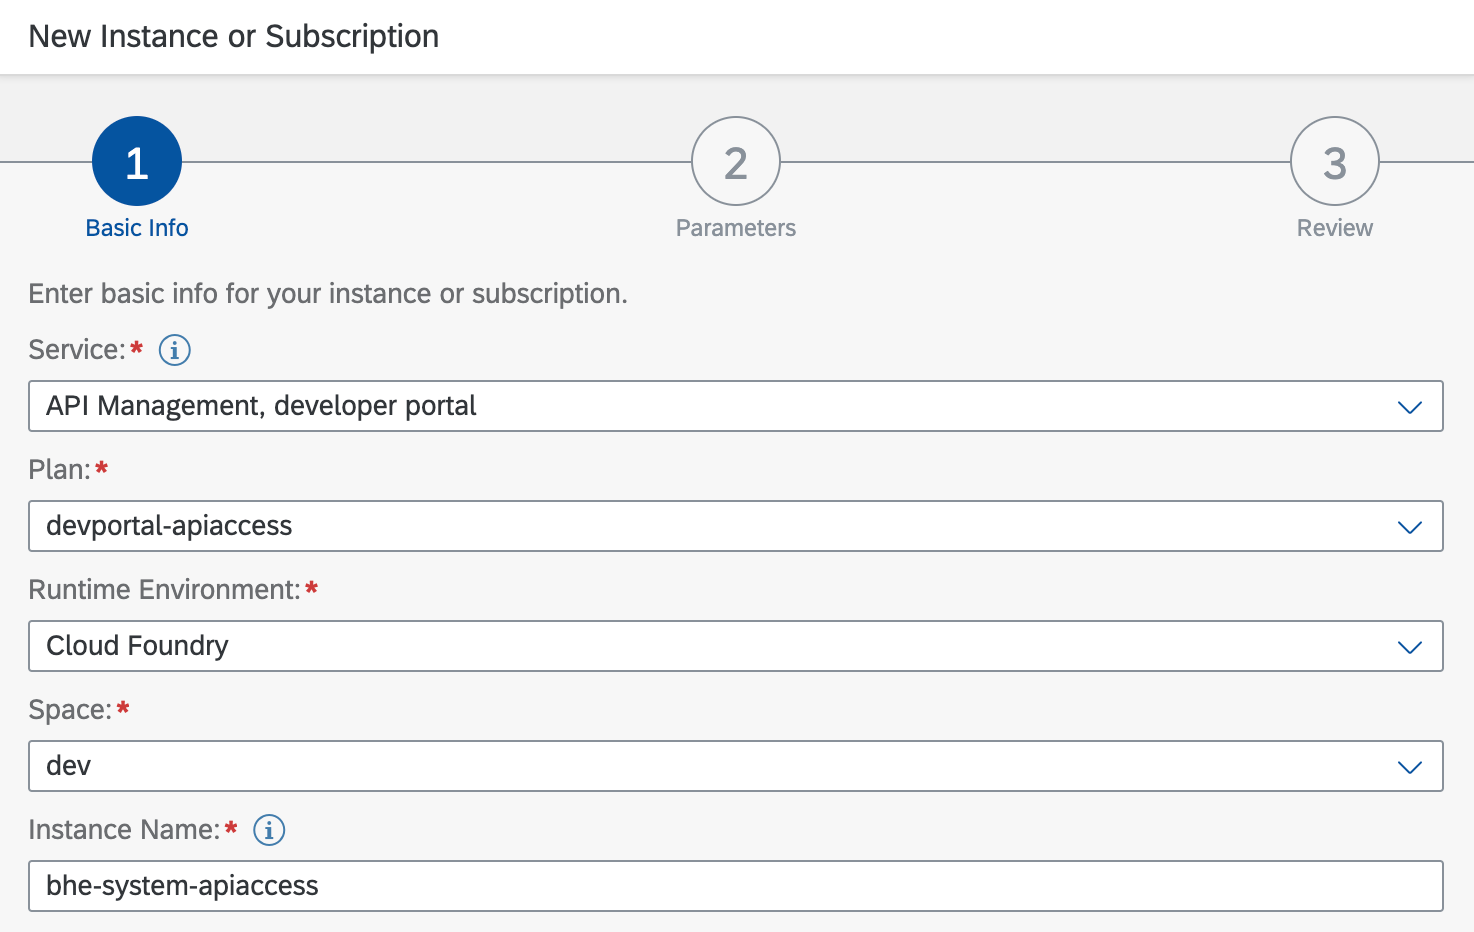 New Instance or Subscription
1
2
3
Basic Info
Parameters
Review
Enter basic info for your instance or subscription.
Service:* i
API Management, developer portal
Plan:*
devportal-apiaccess
Runtime Environment:*
Cloud Foundry
Space:*
dev
Instance Name:* i
bhe-system-apiaccess